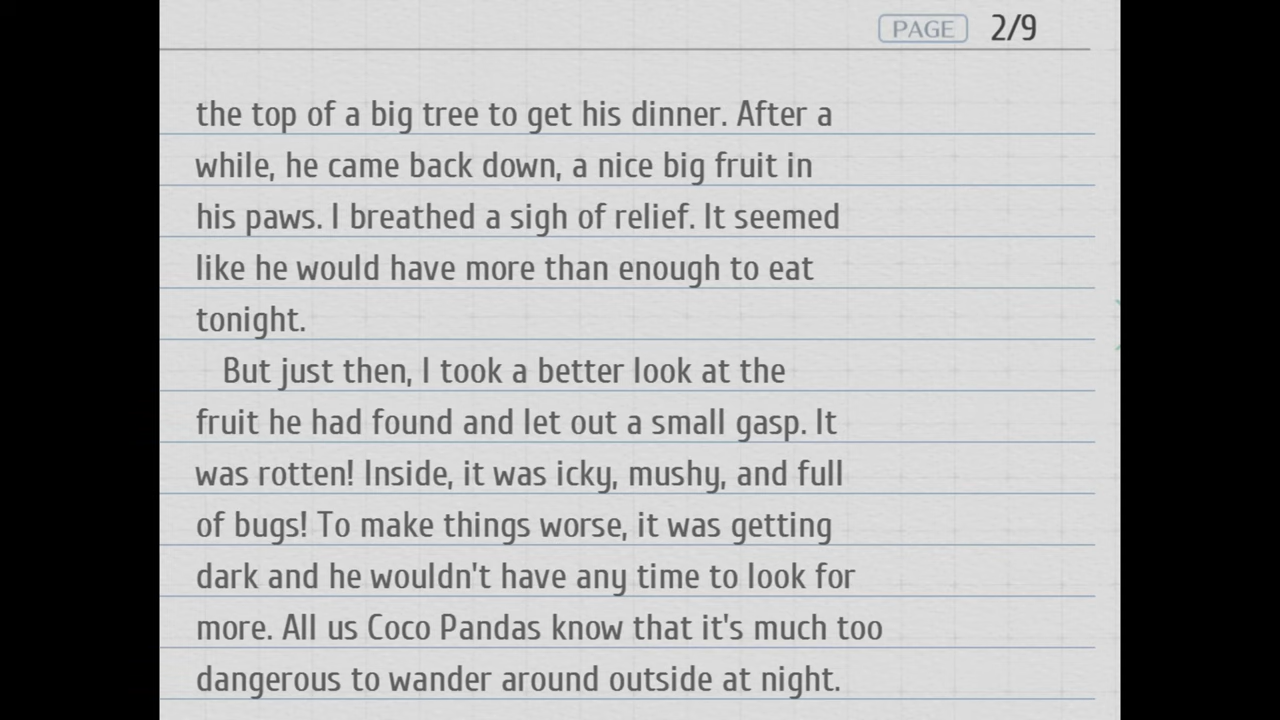 PAGE 2/9
the top of a big tree to get his dinner. After a
while, he came back down, a nice big fruit in
his paws. I breathed a sigh of relief. It seemed
like he would have more than enough to eat
tonight.
But just then, I took a better look at the
fruit he had found and let out a small gasp. It
was rotten! Inside, it was icky, mushy, and full
of bugs! To make things worse, it was getting
dark and he wouldn't have any time to look for
more. All us Coco Pandas know that it's much too
dangerous to wander around outside at night.